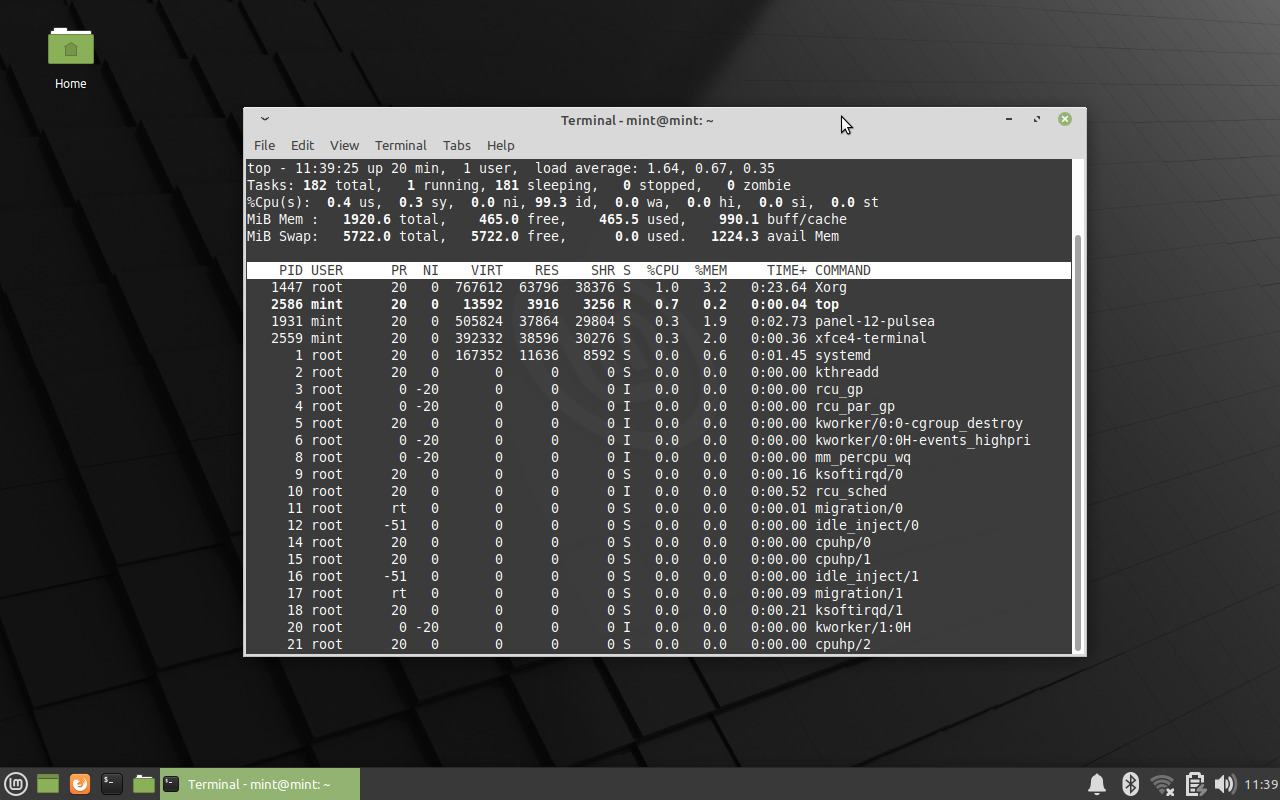 Home
Terminal - mint@mint: ~
File Edit View Terminal Tabs Help
top - 11:39:25 up 20 min,  1 user,  load average: 1.64, 0.67, 0.35
Tasks: 182 total,   1 running, 181 sleeping,   0 stopped,   0 zombie
%Cpu(s):  0.4 us,  0.3 sy,  0.0 ni, 99.3 id,  0.0 wa,  0.0 hi,  0.0 si,  0.0 st
MiB Mem :   1920.6 total,    465.0 free,    465.5 used,    990.1 buff/cache
MiB Swap:   5722.0 total,   5722.0 free,      0.0 used.   1224.3 avail Mem
PID USER PR NI VIRT RES SHR S %CPU %MEM TIME+ COMMAND
1447 root 20 0 767612 63796 38376 S 1.0 3.2 0:23.64 Xorg
2586 mint 20 0 13592 3916 3256 R 0.7 0.2 0:00.04 top
1931 mint 20 0 505824 37864 29804 S 0.3 1.9 0:02.73 panel-12-pulsea
2559 mint 20 0 392332 38596 30276 S 0.3 2.0 0:00.36 xfce4-terminal
1 root 20 0 167352 11636 8592 S 0.0 0.6 0:01.45 systemd
2 root 20 0 0 0 0 S 0.0 0.0 0:00.00 kthreadd
3 root 0 -20 0 0 0 I 0.0 0.0 0:00.00 rcu_gp
4 root 0 -20 0 0 0 I 0.0 0.0 0:00.00 rcu_par_gp
5 root 20 0 0 0 0 I 0.0 0.0 0:00.00 kworker/0:0-cgroup_destroy
6 root 0 -20 0 0 0 I 0.0 0.0 0:00.00 kworker/0:0H-events_highpri
8 root 0 -20 0 0 0 I 0.0 0.0 0:00.00 mm_percpu_wq
9 root 20 0 0 0 0 S 0.0 0.0 0:00.16 ksoftirqd/0
10 root 20 0 0 0 0 I 0.0 0.0 0:00.52 rcu_sched
11 root rt 0 0 0 0 S 0.0 0.0 0:00.01 migration/0
12 root -51 0 0 0 0 S 0.0 0.0 0:00.00 idle_inject/0
14 root 20 0 0 0 0 S 0.0 0.0 0:00.00 cpuhp/0
15 root 20 0 0 0 0 S 0.0 0.0 0:00.00 cpuhp/1
16 root -51 0 0 0 0 S 0.0 0.0 0:00.00 idle_inject/1
17 root rt 0 0 0 0 S 0.0 0.0 0:00.09 migration/1
18 root 20 0 0 0 0 S 0.0 0.0 0:00.21 ksoftirqd/1
20 root 0 -20 0 0 0 I 0.0 0.0 0:00.00 kworker/1:0H
21 root 20 0 0 0 0 S 0.0 0.0 0:00.00 cpuhp/2
Terminal - mint@mint: ~
11:39